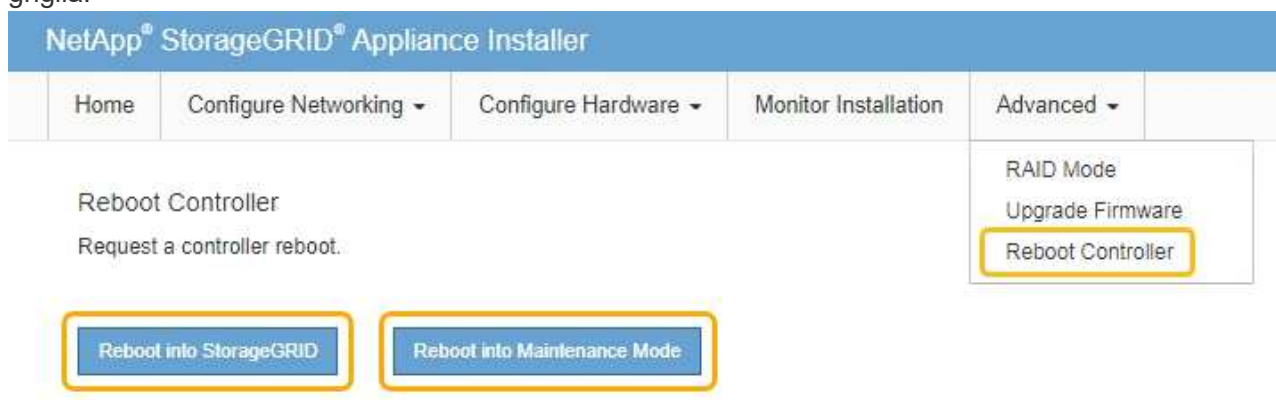 griglia.
NetApp® StorageGRID® Appliance Installer
Home Configure Networking Configure Hardware Monitor Installation Advanced
RAID Mode
Upgrade Firmware
Reboot Controller
Reboot Controller
Request a controller reboot.
Reboot into StorageGRID Reboot into Maintenance Mode